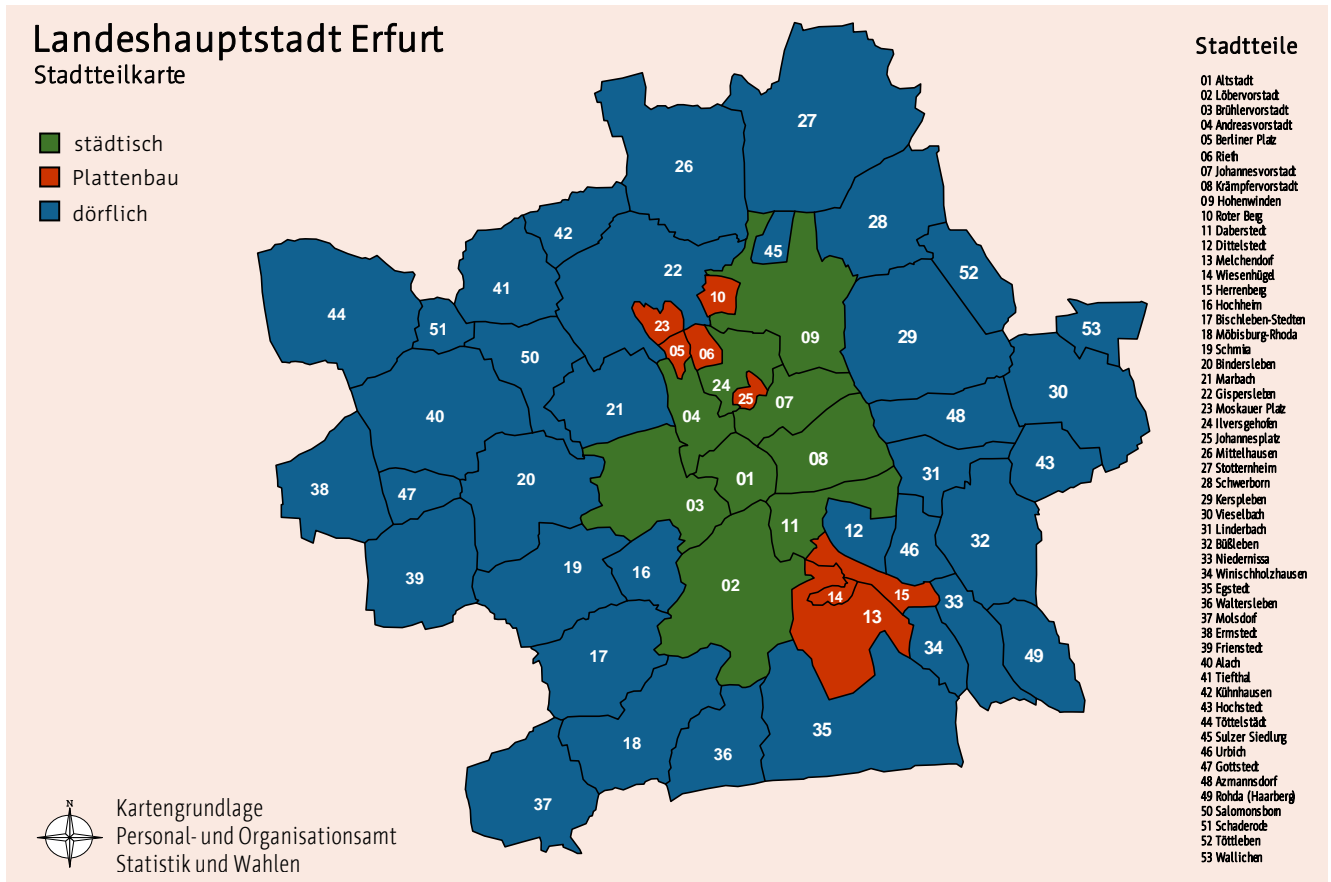 Landeshauptstadt Erfurt
Stadtteilkarte
städtisch
Plattenbau
dörflich
27
26
28
45
42
22
52
41
10
44
51
23
53
09
29
05
06
50
24
30
25
07
21
04
48
40
08
43
31
01
20
38
47
03
11
12
46
32
19
16
39
02
14
15
33
13
34
17
49
35
18
36
37
Stadtteile
01 Altstadt
02 Löbervorstadt
03 Brühlervorstadt
04 Andreasvorstadt
05 Berliner Platz
06 Rieth
07 Johannesvorstadt
08 Krämpfervorstadt
09 Hohenwinden
10 Roter Berg
11 Daberstedt
12 Dittelstedt
13 Melchendorf
14 Wiesenhügel
15 Herrenberg
16 Hochheim
17 Bischleben-Stedten
18 Möbisburg-Rhoda
19 Schmira
20 Bindersleben
21 Marbach
22 Gispersleben
23 Moskauer Platz
24 Ilversgehofen
25 Johannesplatz
26 Mittelhausen
27 Stotternheim
28 Schwerborn
29 Kerspleben
30 Vieselbach
31 Linderbach
32 Büßleben
33 Niedernissa
34 Winischholzhausen
35 Egstedt
36 Waltersleben
37 Molsdorf
38 Ermstedt
39 Frienstedt
40 Alach
41 Tiefthal
42 Kühnhausen
43 Hochstedt
44 Töttelstädt
45 Sulzer Siedlung
46 Urbich
47 Gottstedt
48 Azmannsdorf
49 Rohda (Haarberg)
50 Salomonsborn
51 Schaderode
52 Töttleben
53 Wallichen
N
Kartengrundlage
Personal- und Organisationsamt
Statistik und Wahlen